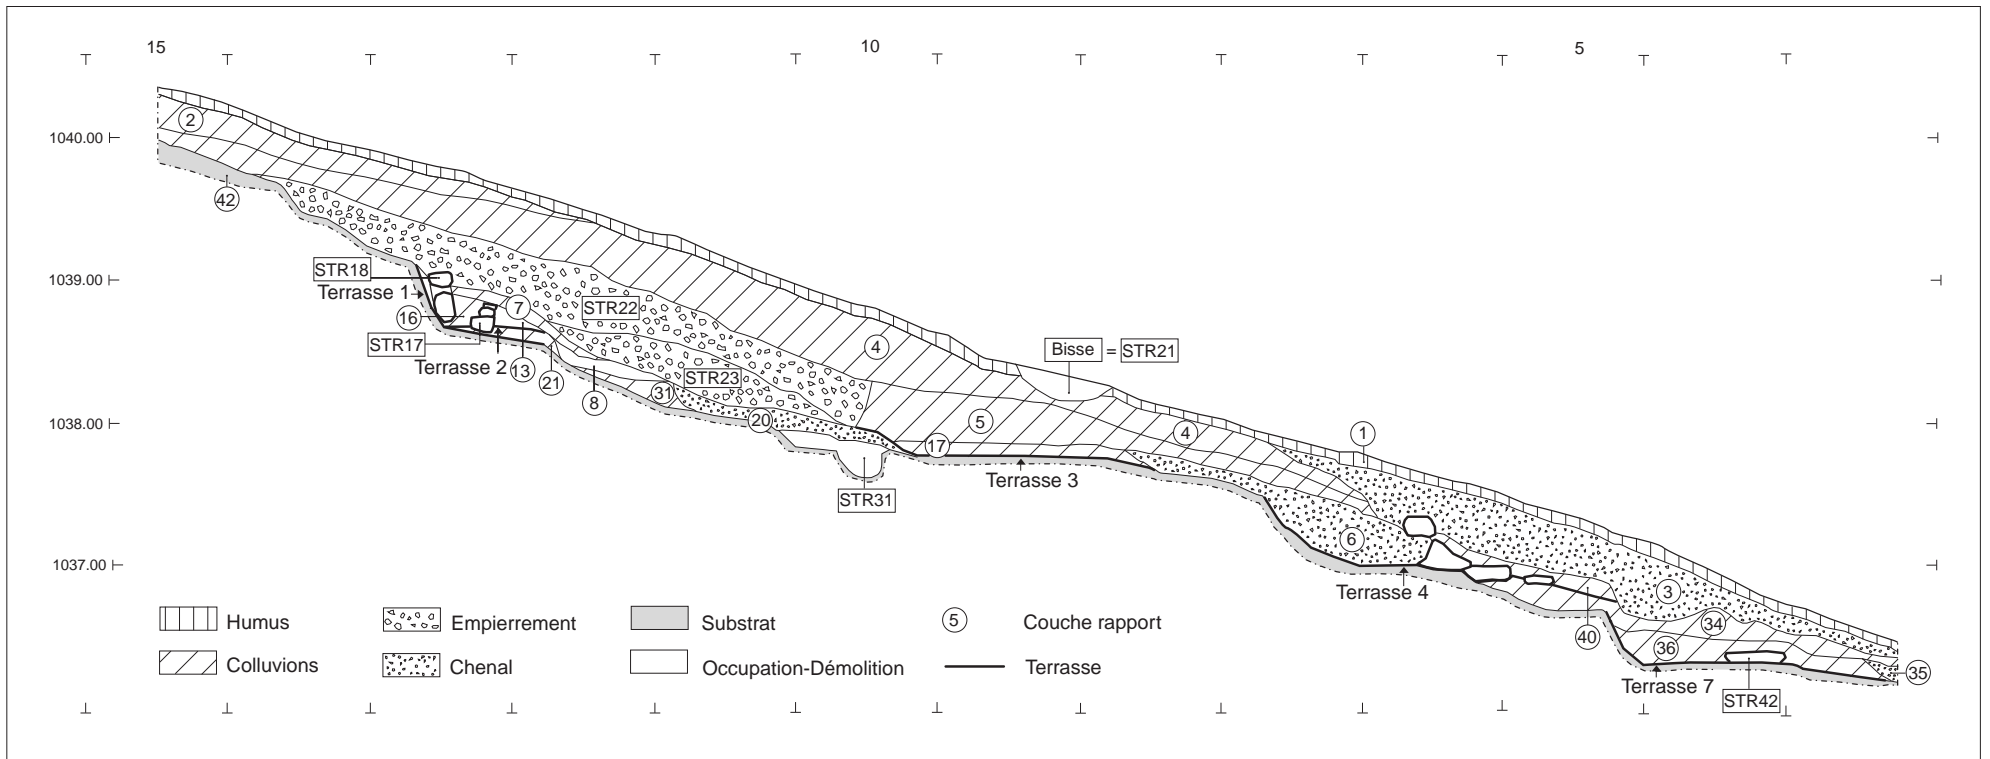 15 10 5
1040.00
2
42
1039.00
STR18
Terrasse 1
16
7
STR17
Terrasse 2
13
21
8
STR22
STR23
31
20
4
Bisse = STR21
1038.00
5
17
4
1
STR31
Terrasse 3
1037.00
6
Terrasse 4
3
34
40
36
35
Terrasse 7
STR42
Humus Empierrement Substrat 5 Couche rapport
Colluvions Chenal Occupation-Démolition Terrasse